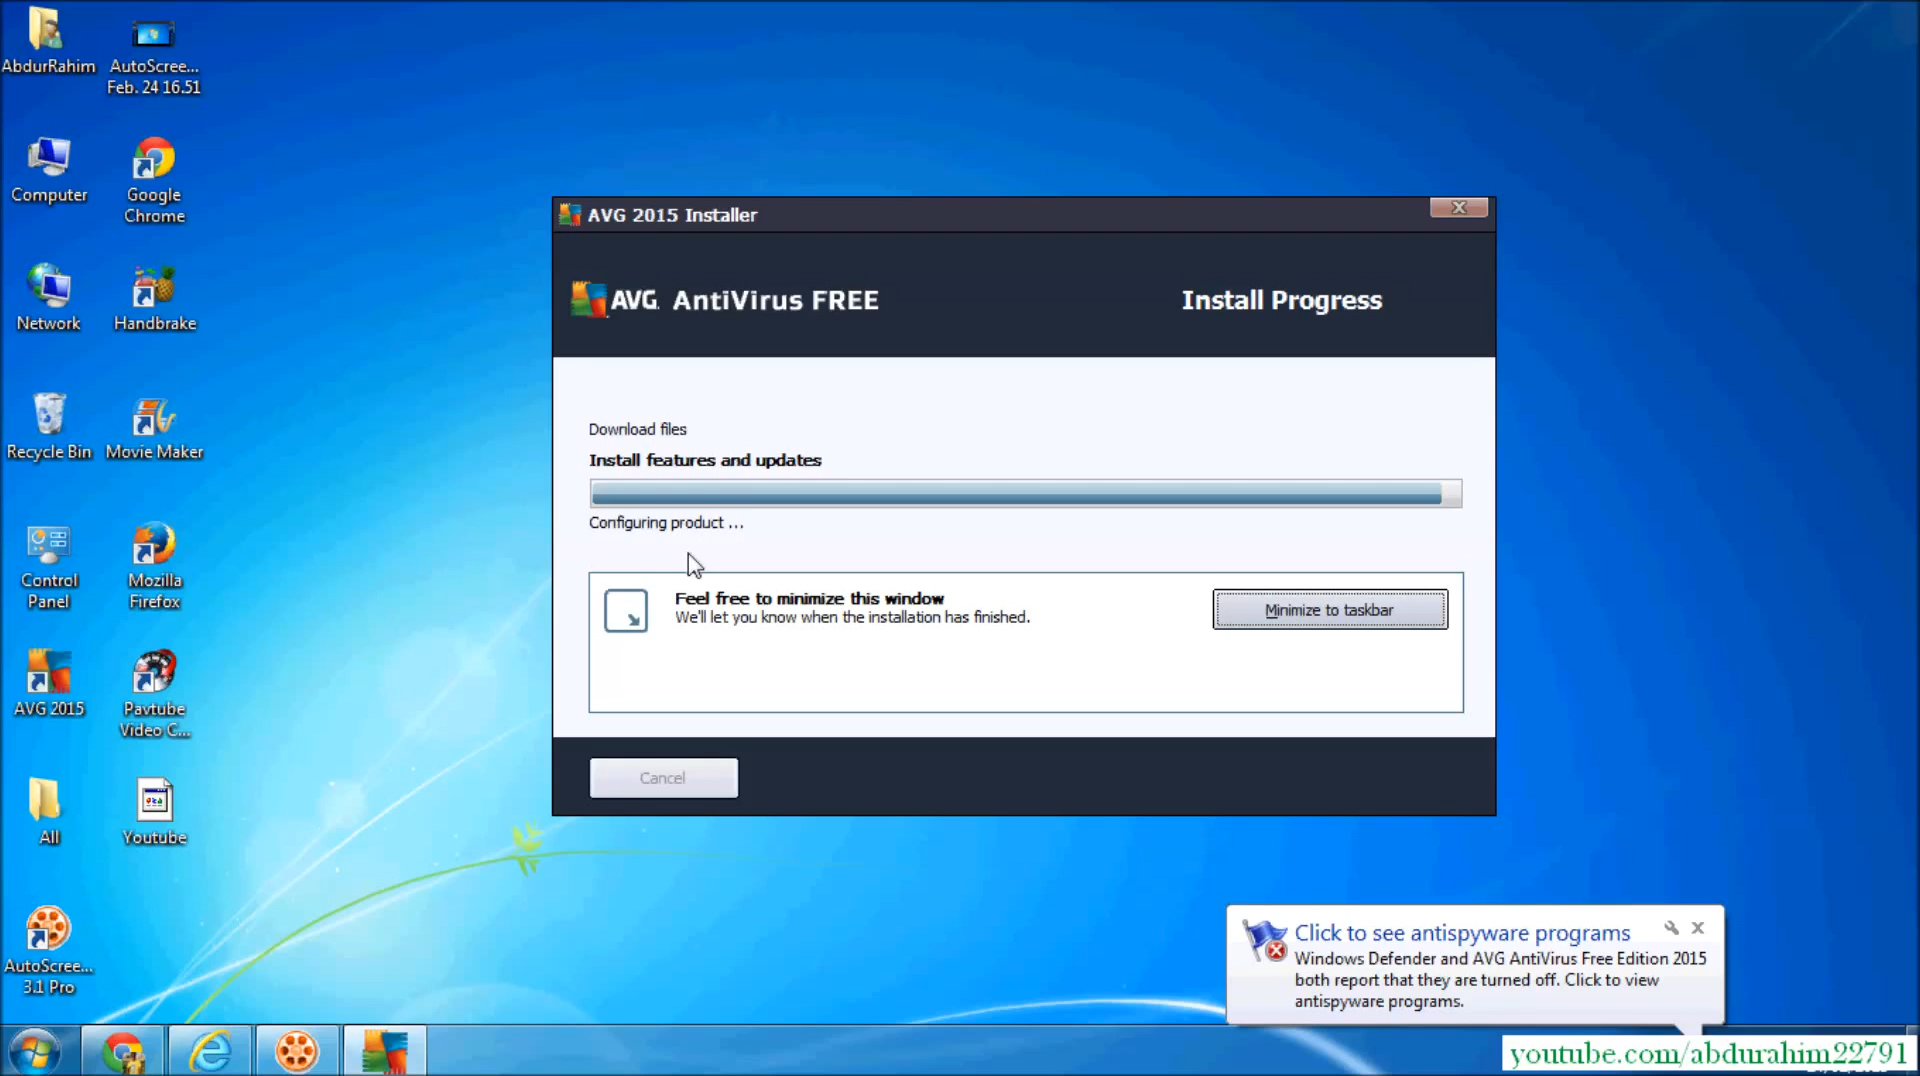 AbdurRahim
AutoScree...
Feb. 24 16.51
Computer
Google
Chrome
Network
Handbrake
Recycle Bin
Movie Maker
Control
Panel
Mozilla
Firefox
AVG 2015
Pavtube
Video C...
All
Youtube
AutoScree...
3.1 Pro
AVG 2015 Installer
AVG. AntiVirus FREE
Install Progress
Download files
Install features and updates
Configuring product ...
Feel free to minimize this window
We'll let you know when the installation has finished.
Minimize to taskbar
Cancel
Click to see antispyware programs
Windows Defender and AVG AntiVirus Free Edition 2015
both report that they are turned off. Click to view
antispyware programs.
youtube.com/abdurahim22791